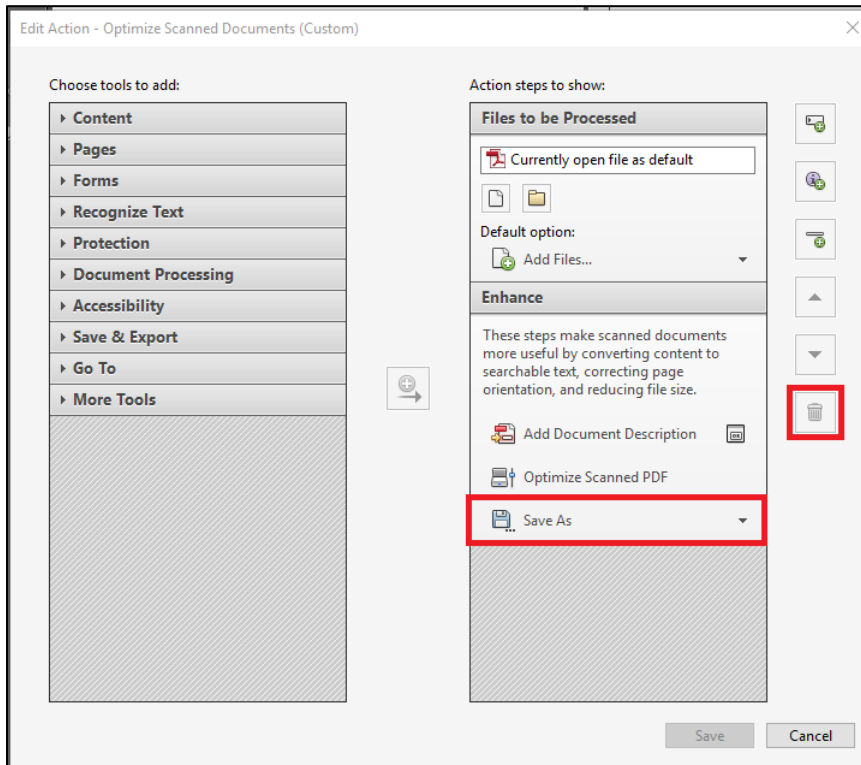 Edit Action - Optimize Scanned Documents (Custom)
Choose tools to add:
Content
Pages
Forms
Recognize Text
Protection
Document Processing
Accessibility
Save & Export
Go To
More Tools
Action steps to show:
Files to be Processed
Currently open file as default
Default option:
Add Files...
Enhance
These steps make scanned documents
more useful by converting content to
searchable text, correcting page
orientation, and reducing file size.
Add Document Description
Optimize Scanned PDF
Save As
Save
Cancel